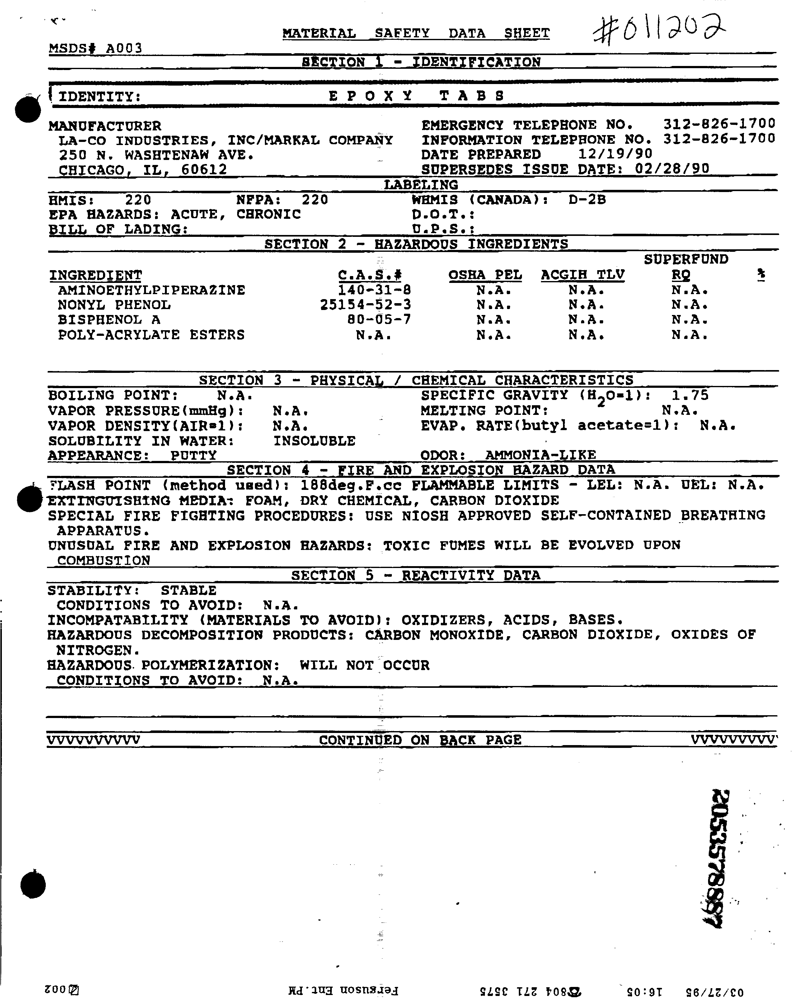 MATERIAL SAFETY DATA SHEET
#011202
MSDS# A003
SECTION 1 - IDENTIFICATION
IDENTITY: E P O X Y T A B S
MANUFACTURER EMERGENCY TELEPHONE NO. 312-826-1700
LA-CO INDUSTRIES, INC/MARKAL COMPANY INFORMATION TELEPHONE NO. 312-826-1700
250 N. WASHTENAW AVE. DATE PREPARED 12/19/90
CHICAGO, IL, 60612 SUPERSEDES ISSUE DATE: 02/28/90
LABELING
HMIS: 220 NFPA: 220 WHMIS (CANADA): D-2B
EPA HAZARDS: ACUTE, CHRONIC D.O.T.:
BILL OF LADING: U.P.S.:
SECTION 2 - HAZARDOUS INGREDIENTS
SUPERFUND
INGREDIENT C.A.S.# OSHA PEL ACGIH TLV RQ %
AMINOETHYLPIPERAZINE 140-31-8 N.A. N.A. N.A.
NONYL PHENOL 25154-52-3 N.A. N.A. N.A.
BISPHENOL A 80-05-7 N.A. N.A. N.A.
POLY-ACRYLATE ESTERS N.A. N.A. N.A. N.A.
SECTION 3 - PHYSICAL / CHEMICAL CHARACTERISTICS
BOILING POINT: N.A. SPECIFIC GRAVITY (H2O=1): 1.75
VAPOR PRESSURE(mmHg): N.A. MELTING POINT: N.A.
VAPOR DENSITY(AIR=1): N.A. EVAP. RATE(butyl acetate=1): N.A.
SOLUBILITY IN WATER: INSOLUBLE
APPEARANCE: PUTTY ODOR: AMMONIA-LIKE
SECTION 4 - FIRE AND EXPLOSION HAZARD DATA
FLASH POINT (method used): 188deg.F.cc FLAMMABLE LIMITS - LEL: N.A. UEL: N.A.
EXTINGUISHING MEDIA: FOAM, DRY CHEMICAL, CARBON DIOXIDE
SPECIAL FIRE FIGHTING PROCEDURES: USE NIOSH APPROVED SELF-CONTAINED BREATHING
APPARATUS.
UNUSUAL FIRE AND EXPLOSION HAZARDS: TOXIC FUMES WILL BE EVOLVED UPON
COMBUSTION
SECTION 5 - REACTIVITY DATA
STABILITY: STABLE
CONDITIONS TO AVOID: N.A.
INCOMPATABILITY (MATERIALS TO AVOID): OXIDIZERS, ACIDS, BASES.
HAZARDOUS DECOMPOSITION PRODUCTS: CARBON MONOXIDE, CARBON DIOXIDE, OXIDES OF
NITROGEN.
HAZARDOUS POLYMERIZATION: WILL NOT OCCUR
CONDITIONS TO AVOID: N.A.
VVVVVVVVVV CONTINUED ON BACK PAGE VVVVVVVVV
2053578887
03/27/95 16:05 ☎804 271 3575 Ferguson Ent.PM 002